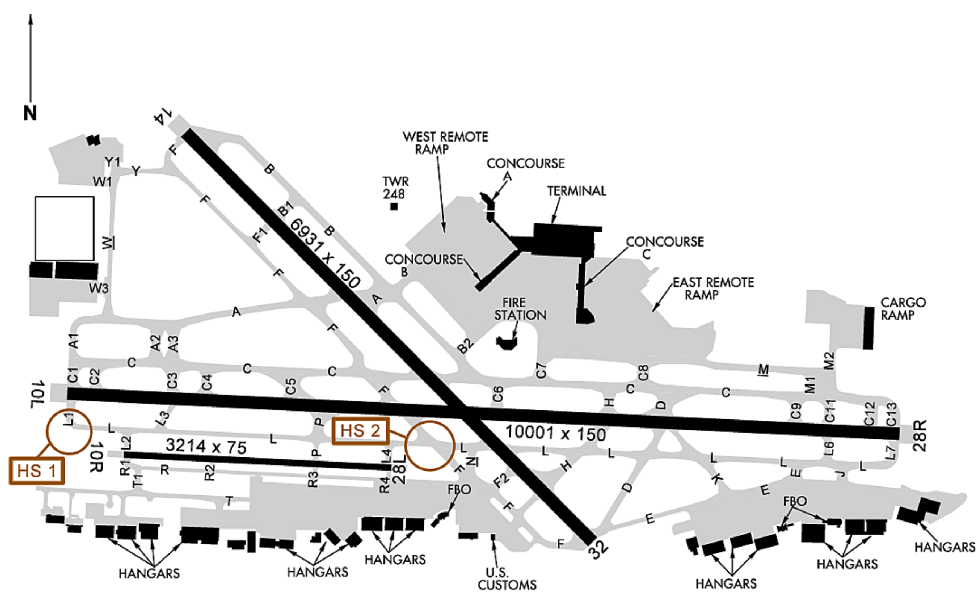 14
WEST REMOTE
RAMP
CONCOURSE
A
TWR
248
TERMINAL
CONCOURSE
B
CONCOURSE
C
EAST REMOTE
RAMP
FIRE
STATION
CARGO
RAMP
N
Y1
Y
W1
W
W3
F
B
B1
B
F
F1
F
6931 x 150
A
A
F
B2
A1
A2
A3
C
C
C
C1
C2
C3
C4
C5
F
C6
C7
C8
C
C
M
M1
M2
H
D
C9
C11
C12
C13
10L
28R
10001 x 150
L1
L
L3
L
P
HS 2
HS 1
10R
L2
3214 x 75
P
L4
28L
L
N
L
L
L
L
L6
L7
R1
T1
R
R2
R3
R4
T
F
F2
H
F
F
D
K
E
E
E
J
32
FBO
FBO
HANGARS
HANGARS
HANGARS
U.S.
CUSTOMS
HANGARS
HANGARS
HANGARS